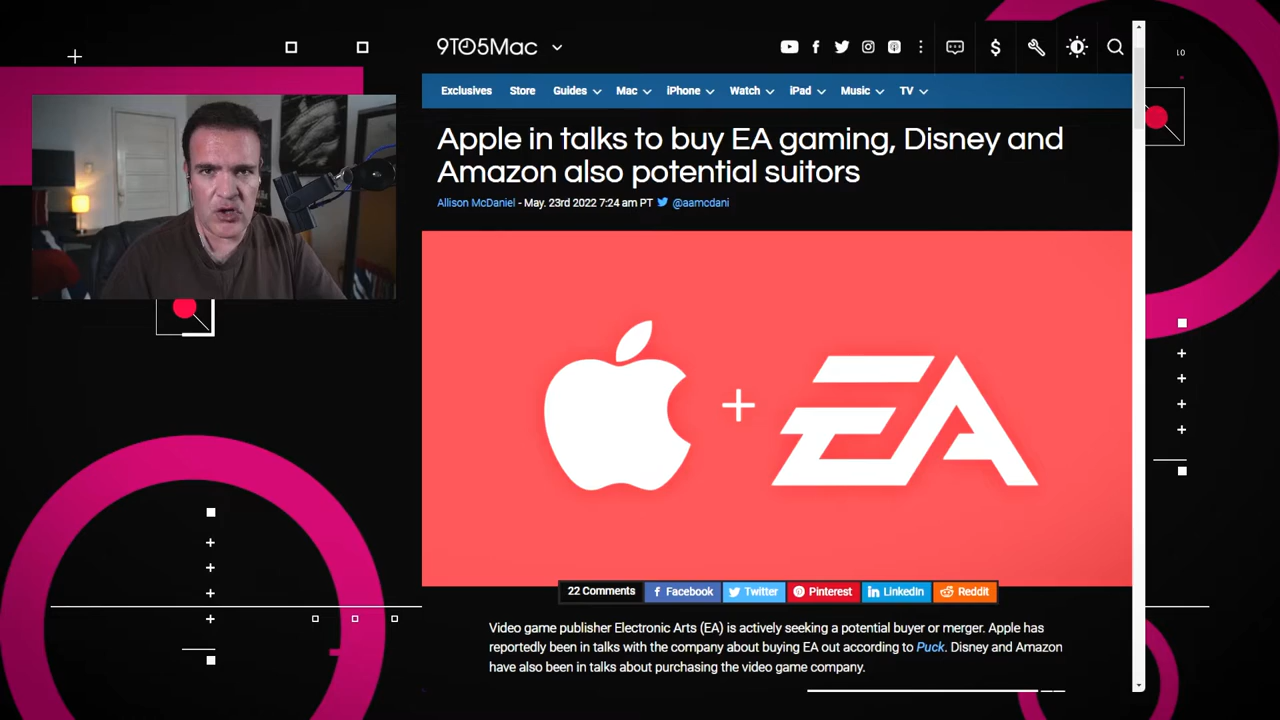 9TO5Mac
Exclusives Store Guides Mac iPhone Watch iPad Music TV
Apple in talks to buy EA gaming, Disney and
Amazon also potential suitors
Allison McDaniel - May. 23rd 2022 7:24 am PT @aamcdani
EA
22 Comments Facebook Twitter Pinterest LinkedIn Reddit
Video game publisher Electronic Arts (EA) is actively seeking a potential buyer or merger. Apple has
reportedly been in talks with the company about buying EA out according to Puck. Disney and Amazon
have also been in talks about purchasing the video game company.